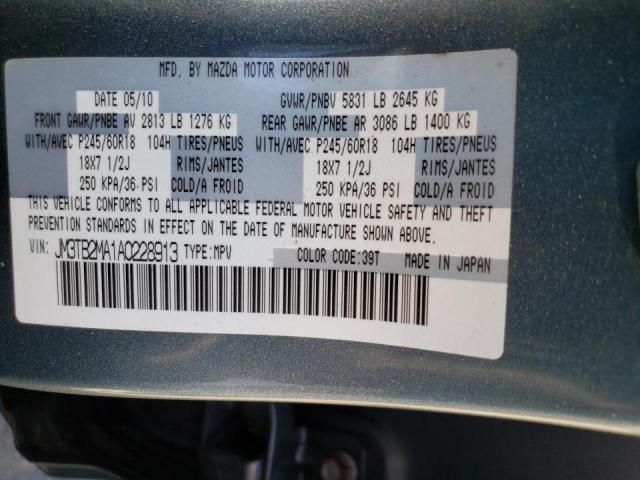 MFD. BY MAZDA MOTOR CORPORATION
DATE 05/10 GVWR/PNBV 5831 LB 2645 KG
FRONT GAWR/PNBE AV 2813 LB 1276 KG REAR GAWR/PNBE AR 3086 LB 1400 KG
WITH/AVEC P245/60R18 104H TIRES/PNEUS WITH/AVEC P245/60R18 104H TIRES/PNEUS
18X7 1/2J RIMS/JANTES 18X7 1/2J RIMS/JANTES
250 KPA/36 PSI COLD/A FROID 250 KPA/36 PSI COLD/A FROID
THIS VEHICLE CONFORMS TO ALL APPLICABLE FEDERAL MOTOR VEHICLE SAFETY AND THEFT
PREVENTION STANDARDS IN EFFECT ON THE DATE OF MANUFACTURE SHOWN ABOVE.
VIN: JM3TB2MA1A0228913 TYPE:MPV COLOR CODE:39T MADE IN JAPAN